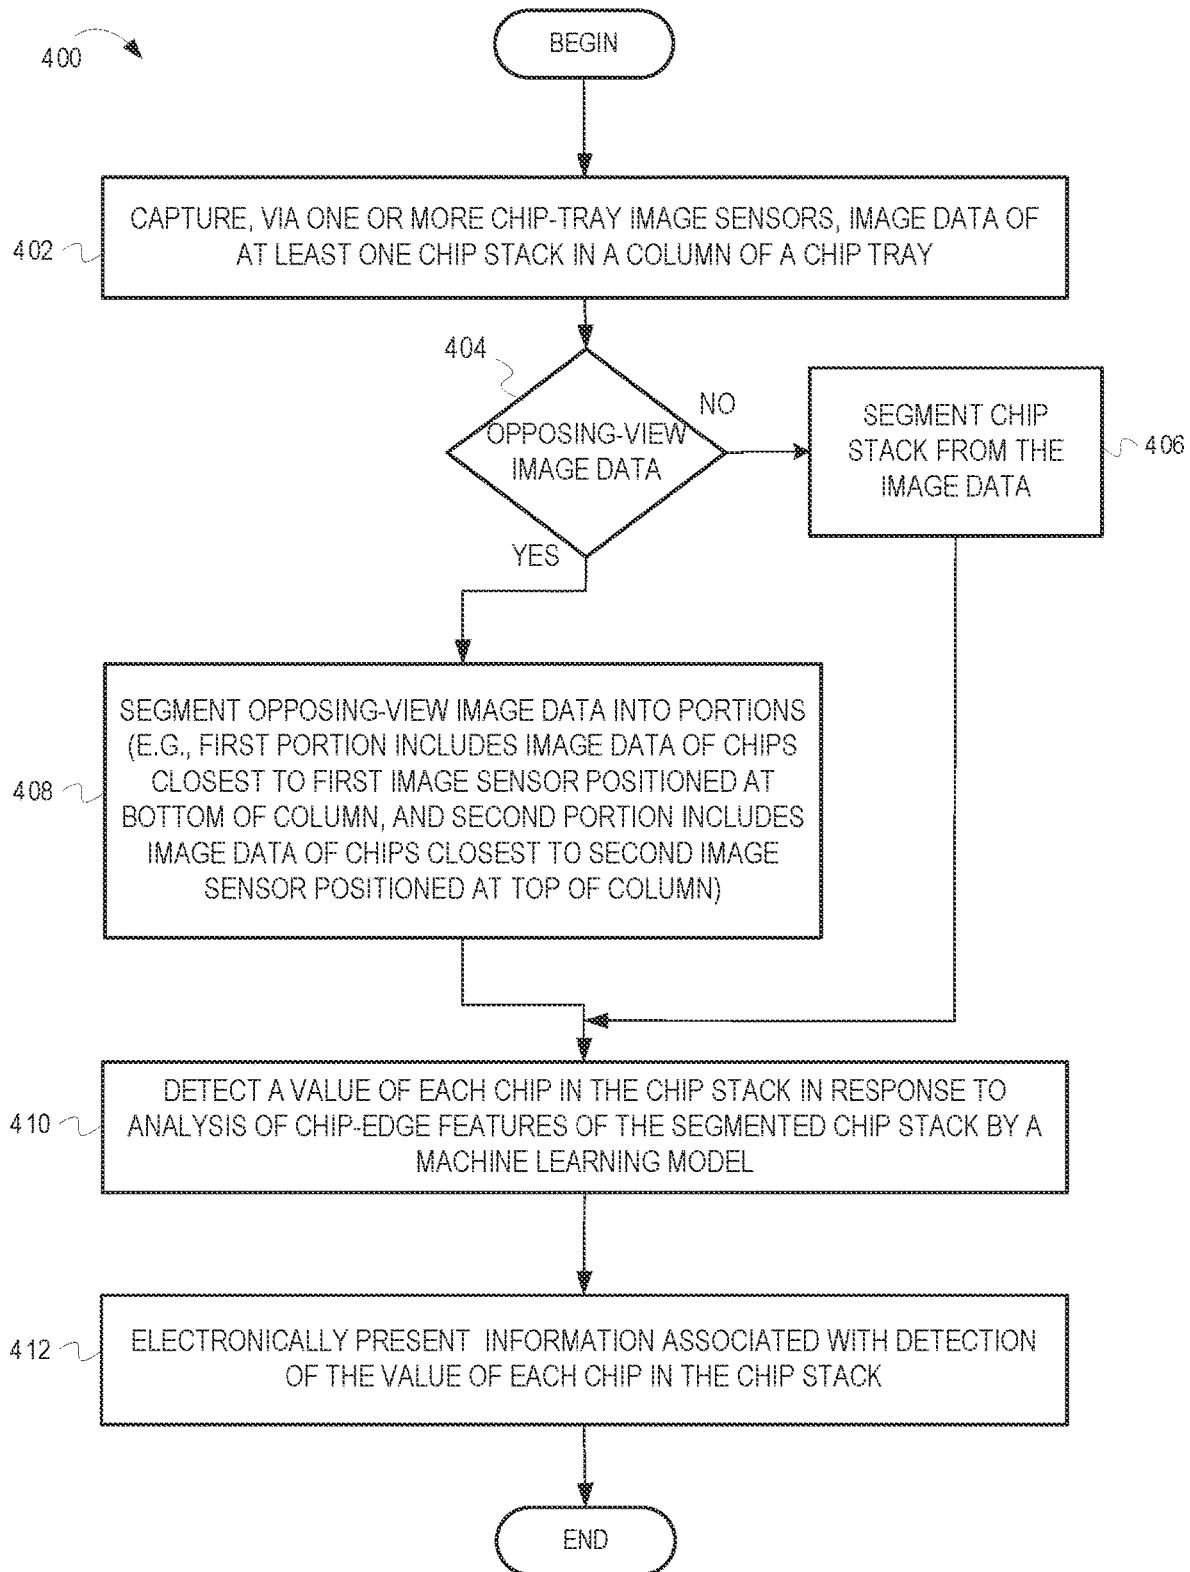 400
BEGIN
402
CAPTURE, VIA ONE OR MORE CHIP-TRAY IMAGE SENSORS, IMAGE DATA OF
AT LEAST ONE CHIP STACK IN A COLUMN OF A CHIP TRAY
404
OPPOSING-VIEW
IMAGE DATA
NO
YES
SEGMENT CHIP
STACK FROM THE
IMAGE DATA
406
408
SEGMENT OPPOSING-VIEW IMAGE DATA INTO PORTIONS
(E.G., FIRST PORTION INCLUDES IMAGE DATA OF CHIPS
CLOSEST TO FIRST IMAGE SENSOR POSITIONED AT
BOTTOM OF COLUMN, AND SECOND PORTION INCLUDES
IMAGE DATA OF CHIPS CLOSEST TO SECOND IMAGE
SENSOR POSITIONED AT TOP OF COLUMN)
410
DETECT A VALUE OF EACH CHIP IN THE CHIP STACK IN RESPONSE TO
ANALYSIS OF CHIP-EDGE FEATURES OF THE SEGMENTED CHIP STACK BY A
MACHINE LEARNING MODEL
412
ELECTRONICALLY PRESENT INFORMATION ASSOCIATED WITH DETECTION
OF THE VALUE OF EACH CHIP IN THE CHIP STACK
END